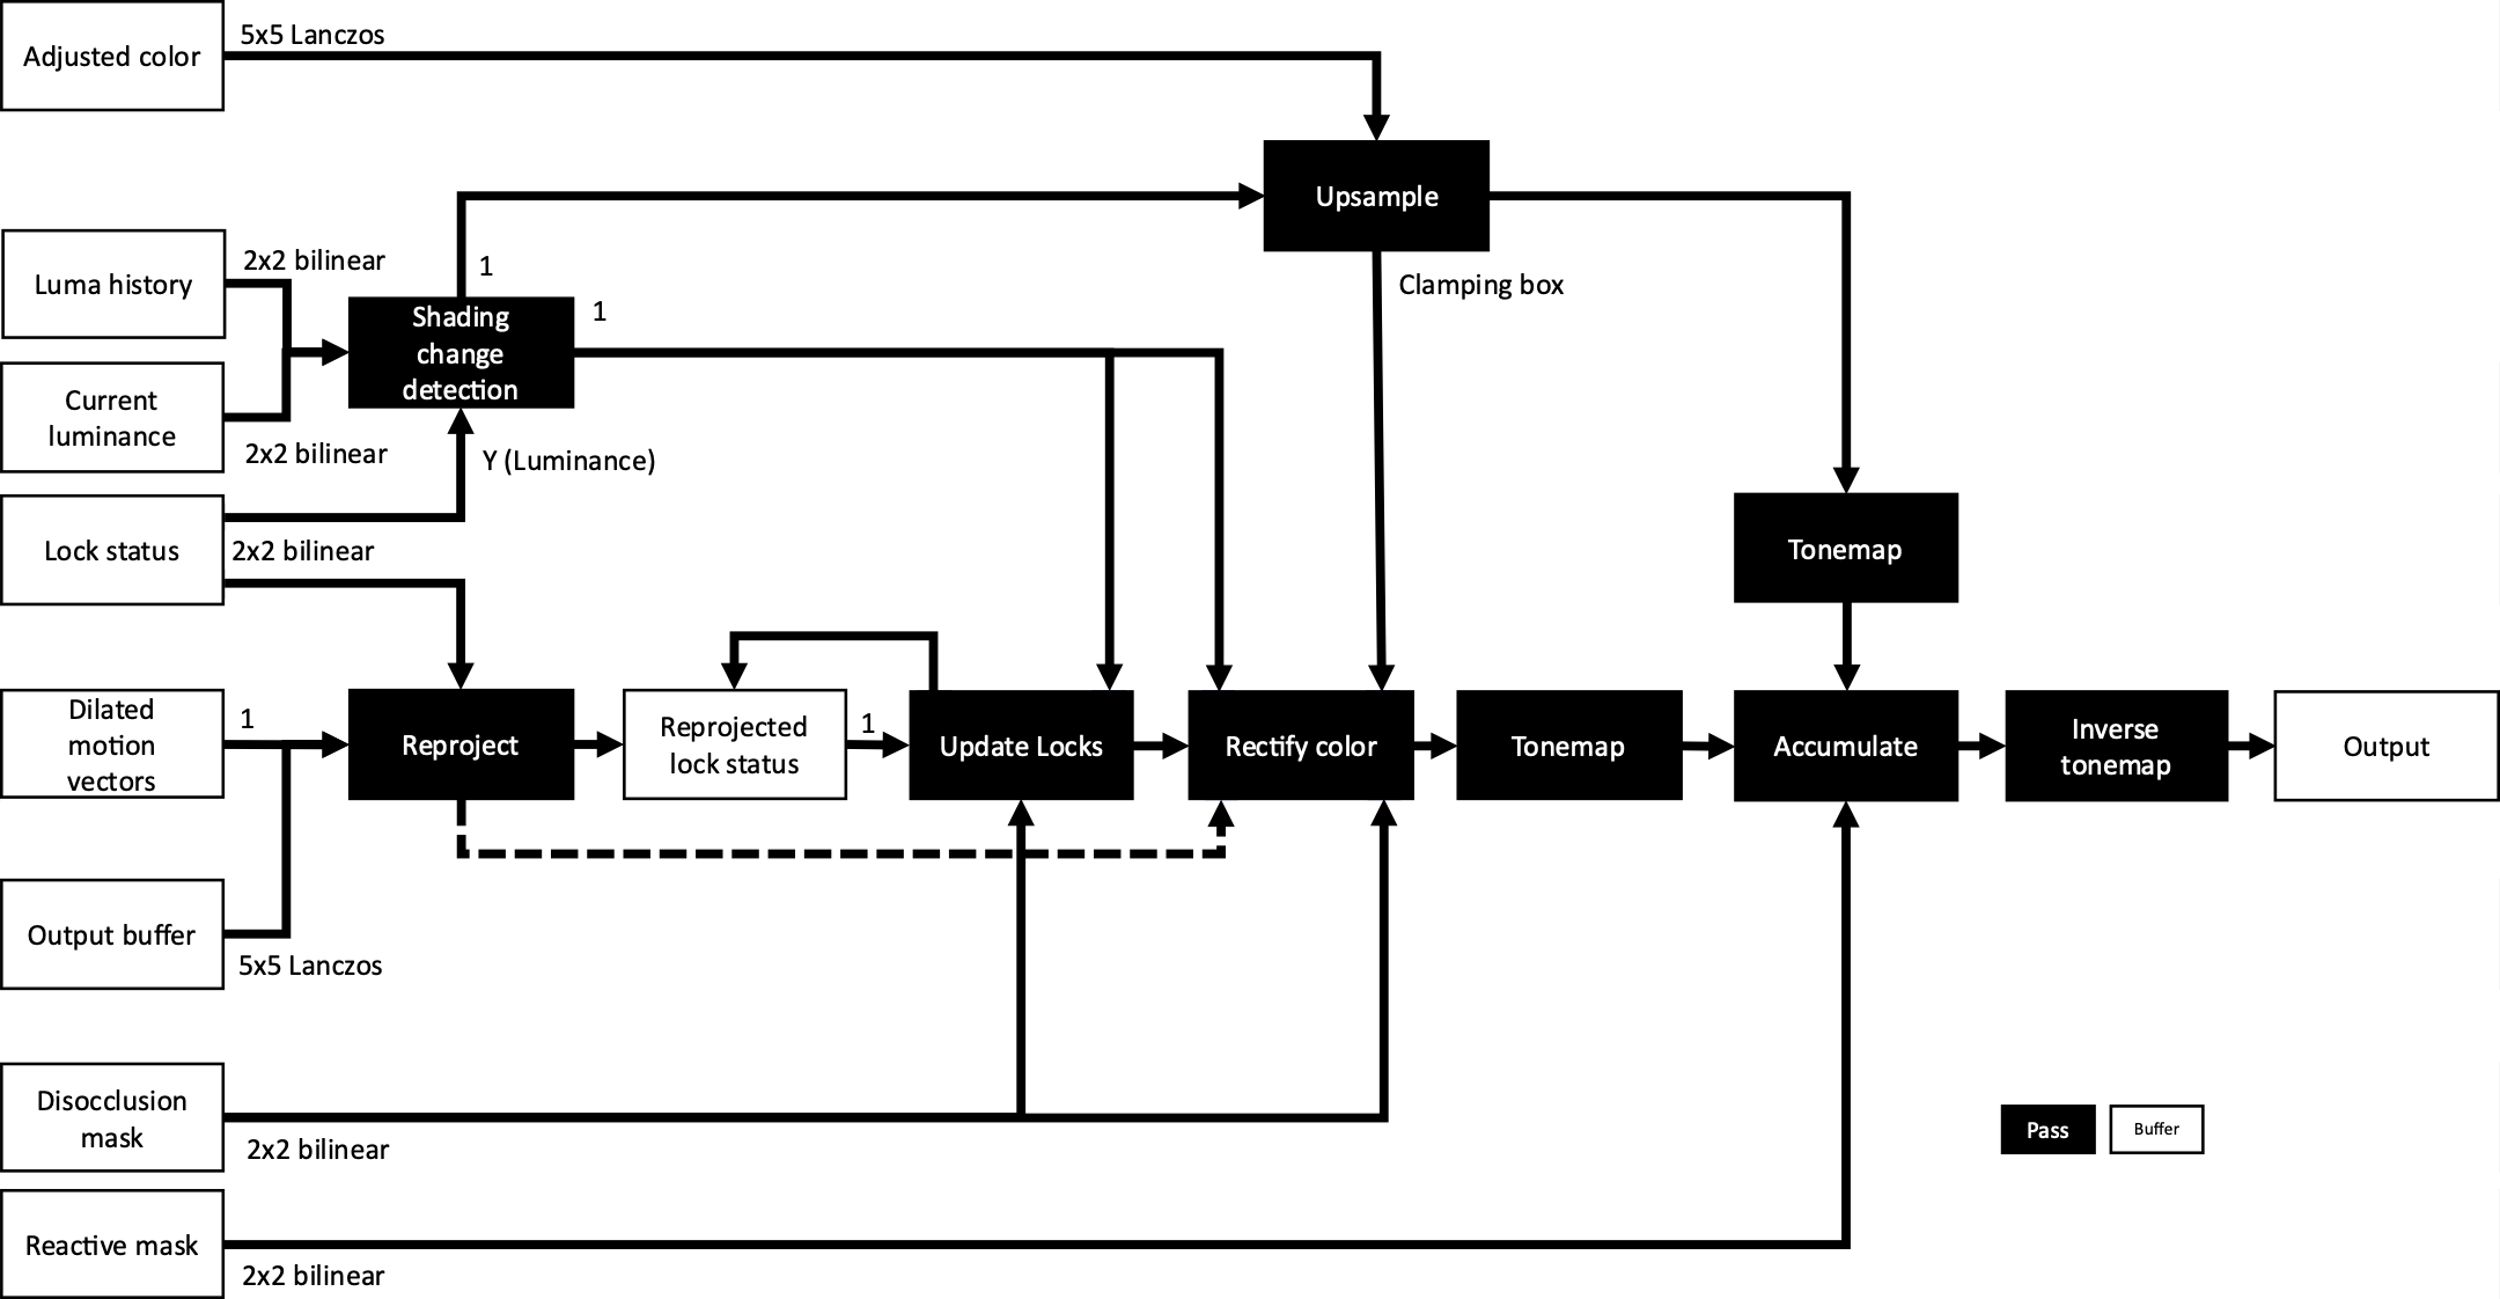 5x5 Lanczos
Adjusted color
Upsample
2x2 bilinear
Luma history
1
1
Clamping box
Shading
change
detection
Current
luminance
2x2 bilinear
Y (Luminance)
Lock status
2x2 bilinear
Tonemap
Dilated
motion
vectors
1
Reproject
Reprojected
lock status
1
Update Locks
Rectify color
Tonemap
Accumulate
Inverse
tonemap
Output
Output buffer
5x5 Lanczos
Disocclusion
mask
2x2 bilinear
Pass
Buffer
Reactive mask
2x2 bilinear